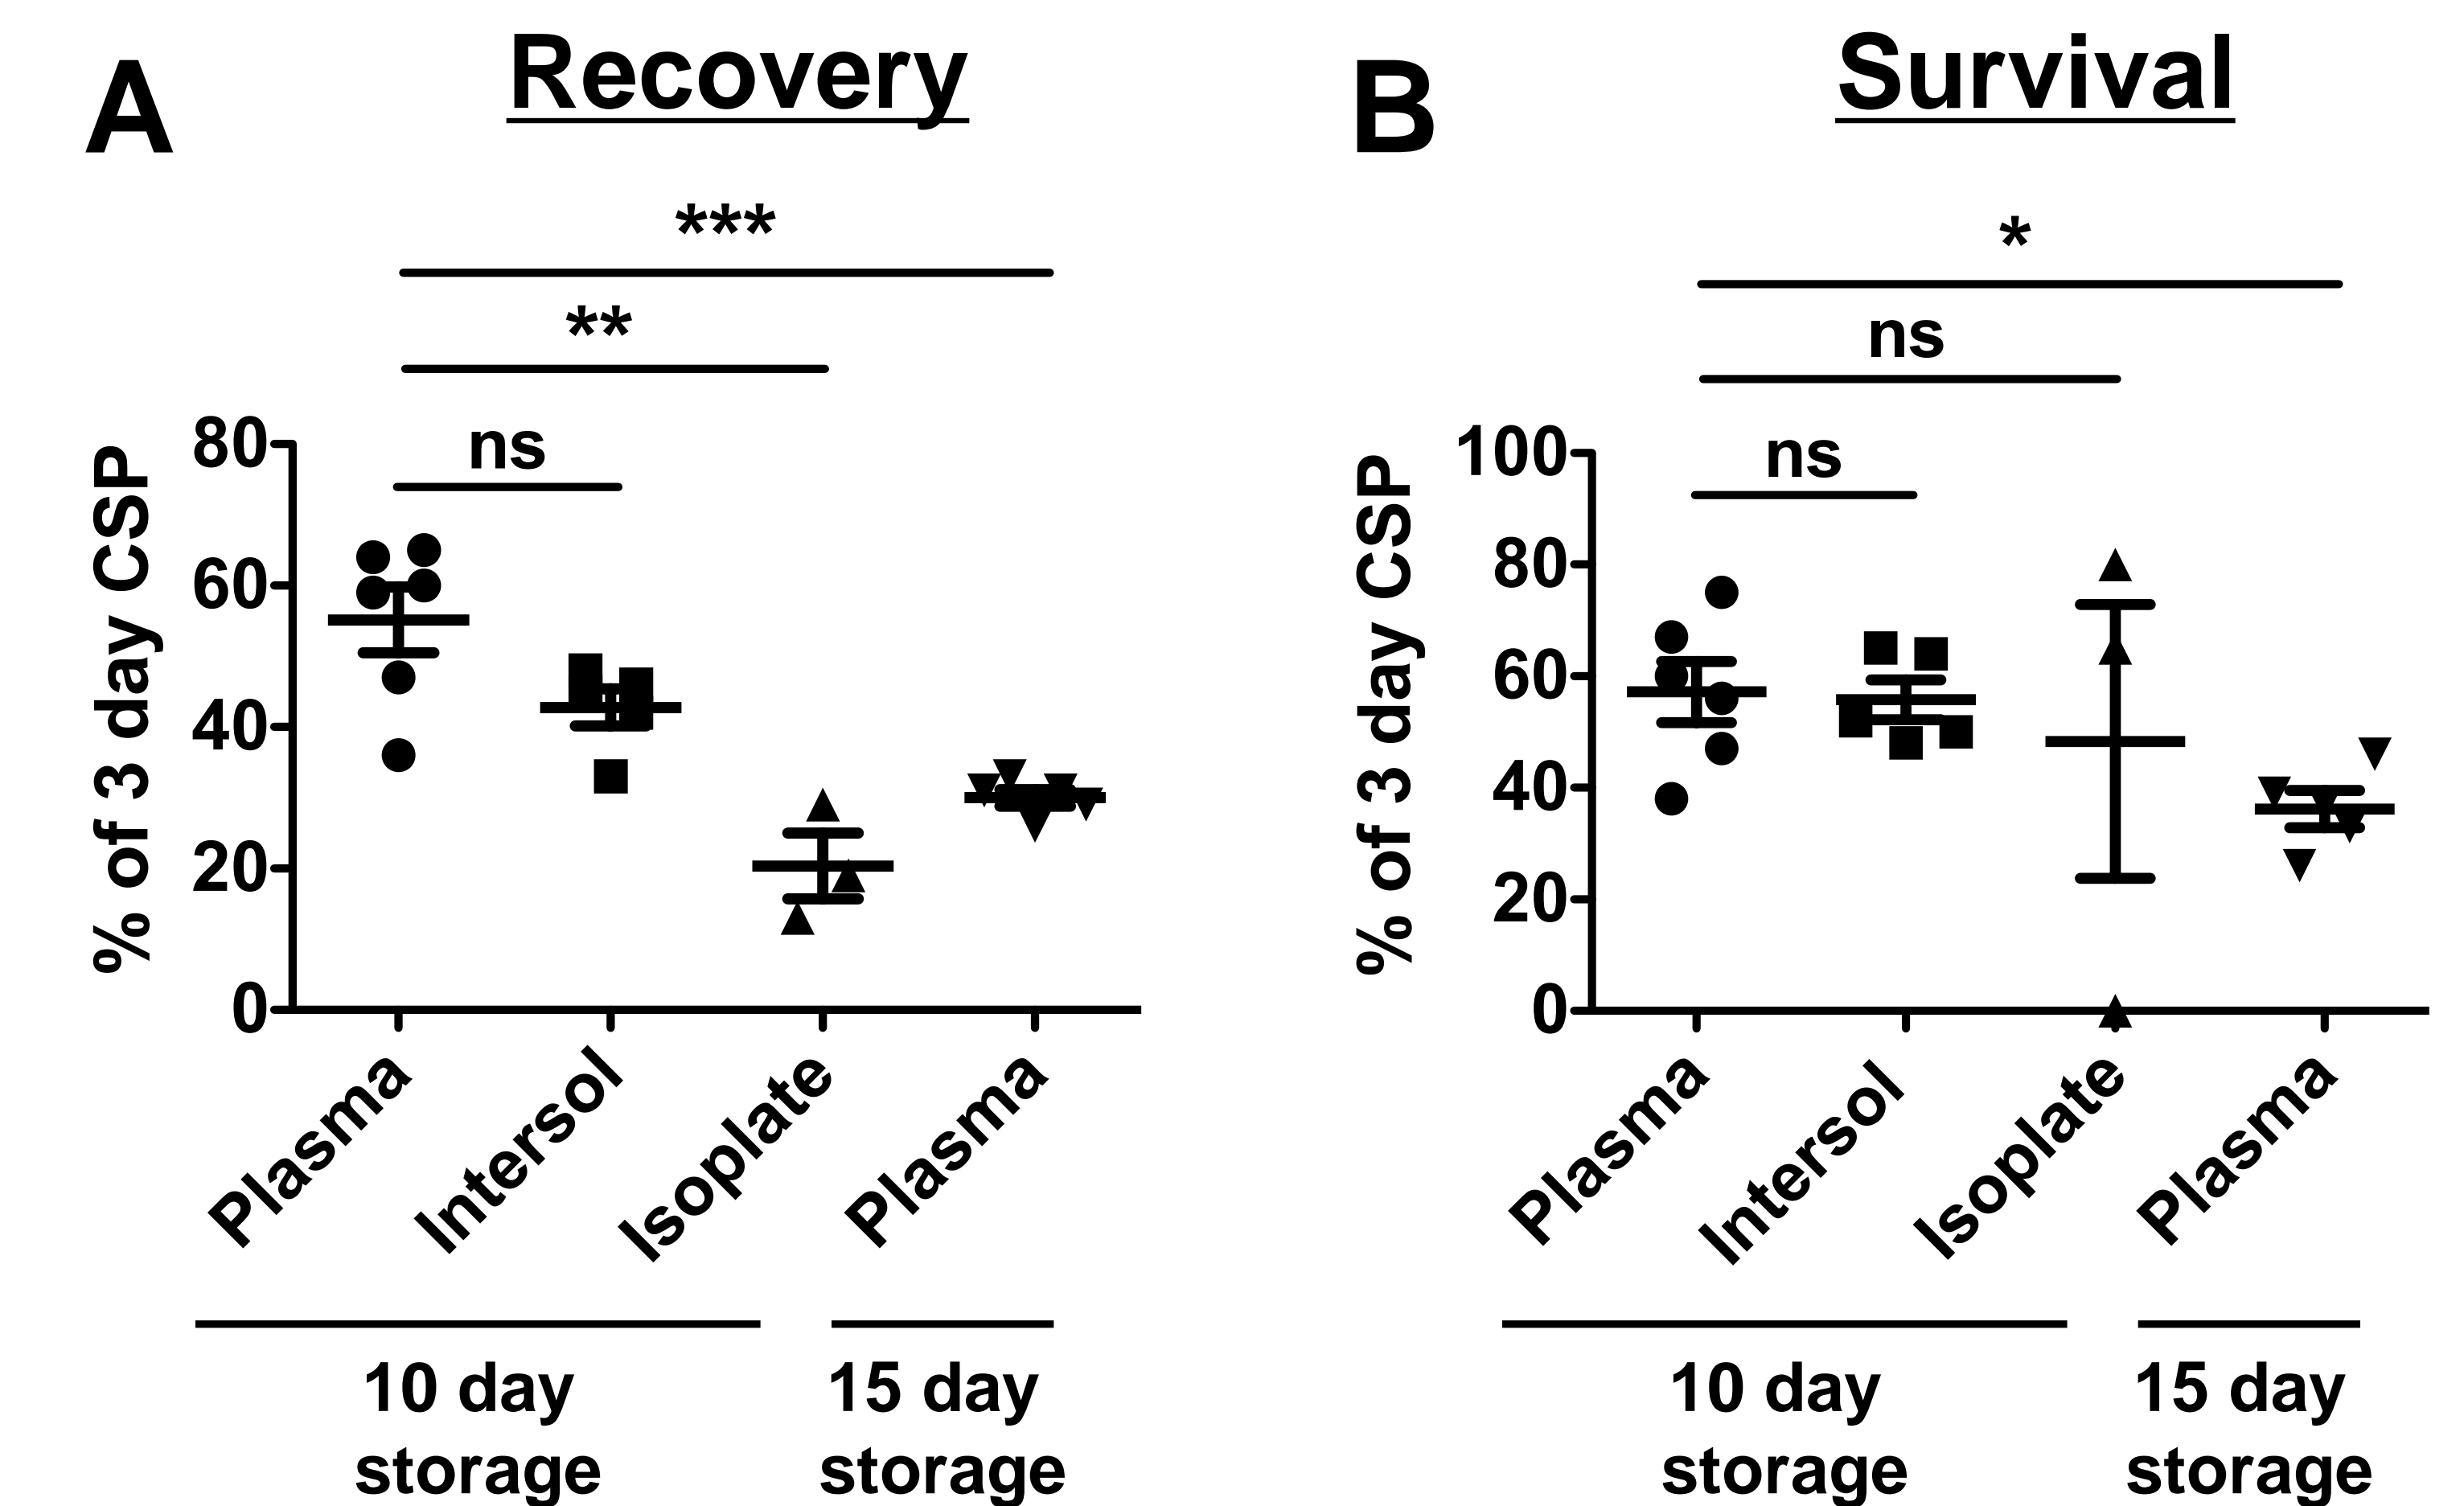 A
Recovery
***
**
ns
% of 3 day CSP
80
60
40
20
0
Plasma
Intersol
Isoplate
Plasma
10 day
storage
15 day
storage
B
Survival
*
ns
ns
% of 3 day CSP
100
80
60
40
20
0
Plasma
Intersol
Isoplate
Plasma
10 day
storage
15 day
storage